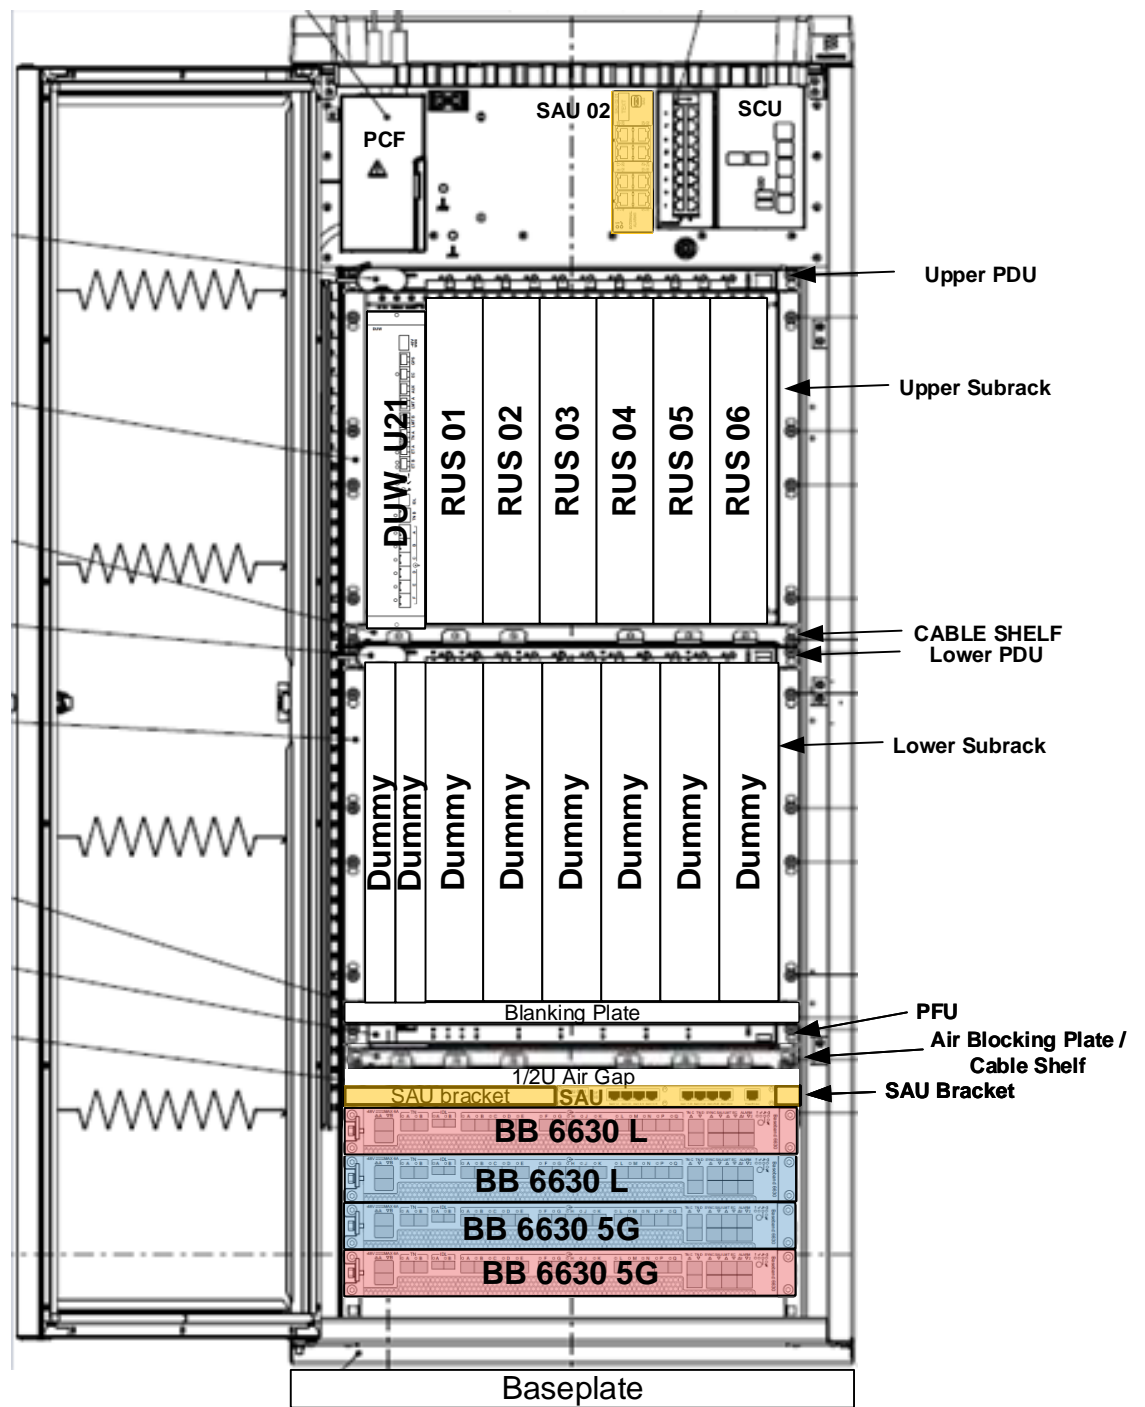 SAU 02
SCU
PCF
Upper PDU
Upper Subrack
DUW U21
RUS 01
RUS 02
RUS 03
RUS 04
RUS 05
RUS 06
CABLE SHELF
Lower PDU
Lower Subrack
Dummy
Dummy
Dummy
Dummy
Dummy
Dummy
Dummy
Dummy
Blanking Plate
PFU
Air Blocking Plate /
Cable Shelf
1/2U Air Gap
SAU bracket
SAU
SAU Bracket
BB 6630 L
BB 6630 L
BB 6630 5G
BB 6630 5G
Baseplate